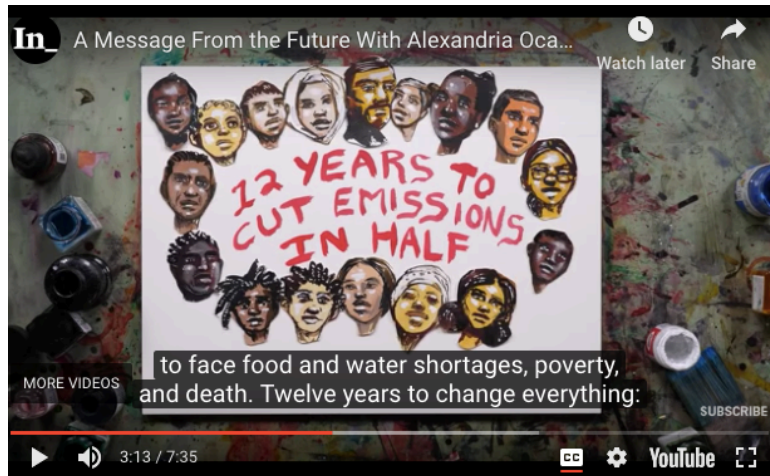 In_ A Message From the Future With Alexandria Oca...
Watch later Share
12 YEARS TO
CUT EMISSIONS
IN HALF
to face food and water shortages, poverty,
and death. Twelve years to change everything:
MORE VIDEOS
SUBSCRIBE
3:13 / 7:35 CC YouTube